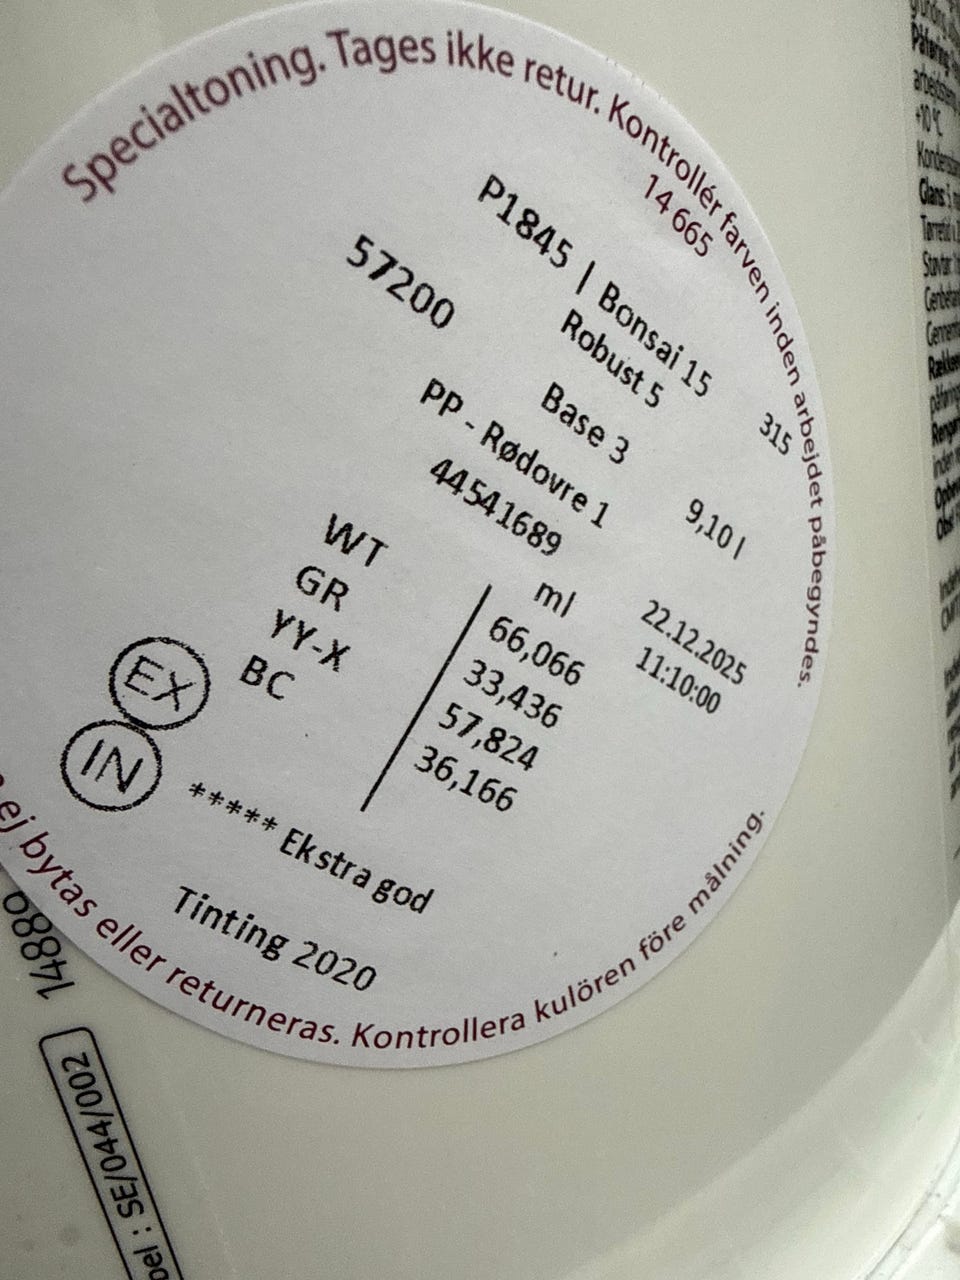 Specialtoning. Tages ikke retur. Kontrollér farven inden arbejdet påbegyndes.
14 665
P1845 | Bonsai 15
57200
Robust 5
315
Base 3
9,10 l
PP - Rødovre 1
44541689
22.12.2025
11:10:00
ml
WT 66,066
GR 33,436
YY-X 57,824
BC 36,166
EX
IN
***** Ekstra god
Tinting 2020
ej bytas eller returneras. Kontrollera kulören före målning.
SE/044/002
Påføring
+10 °C
Glans